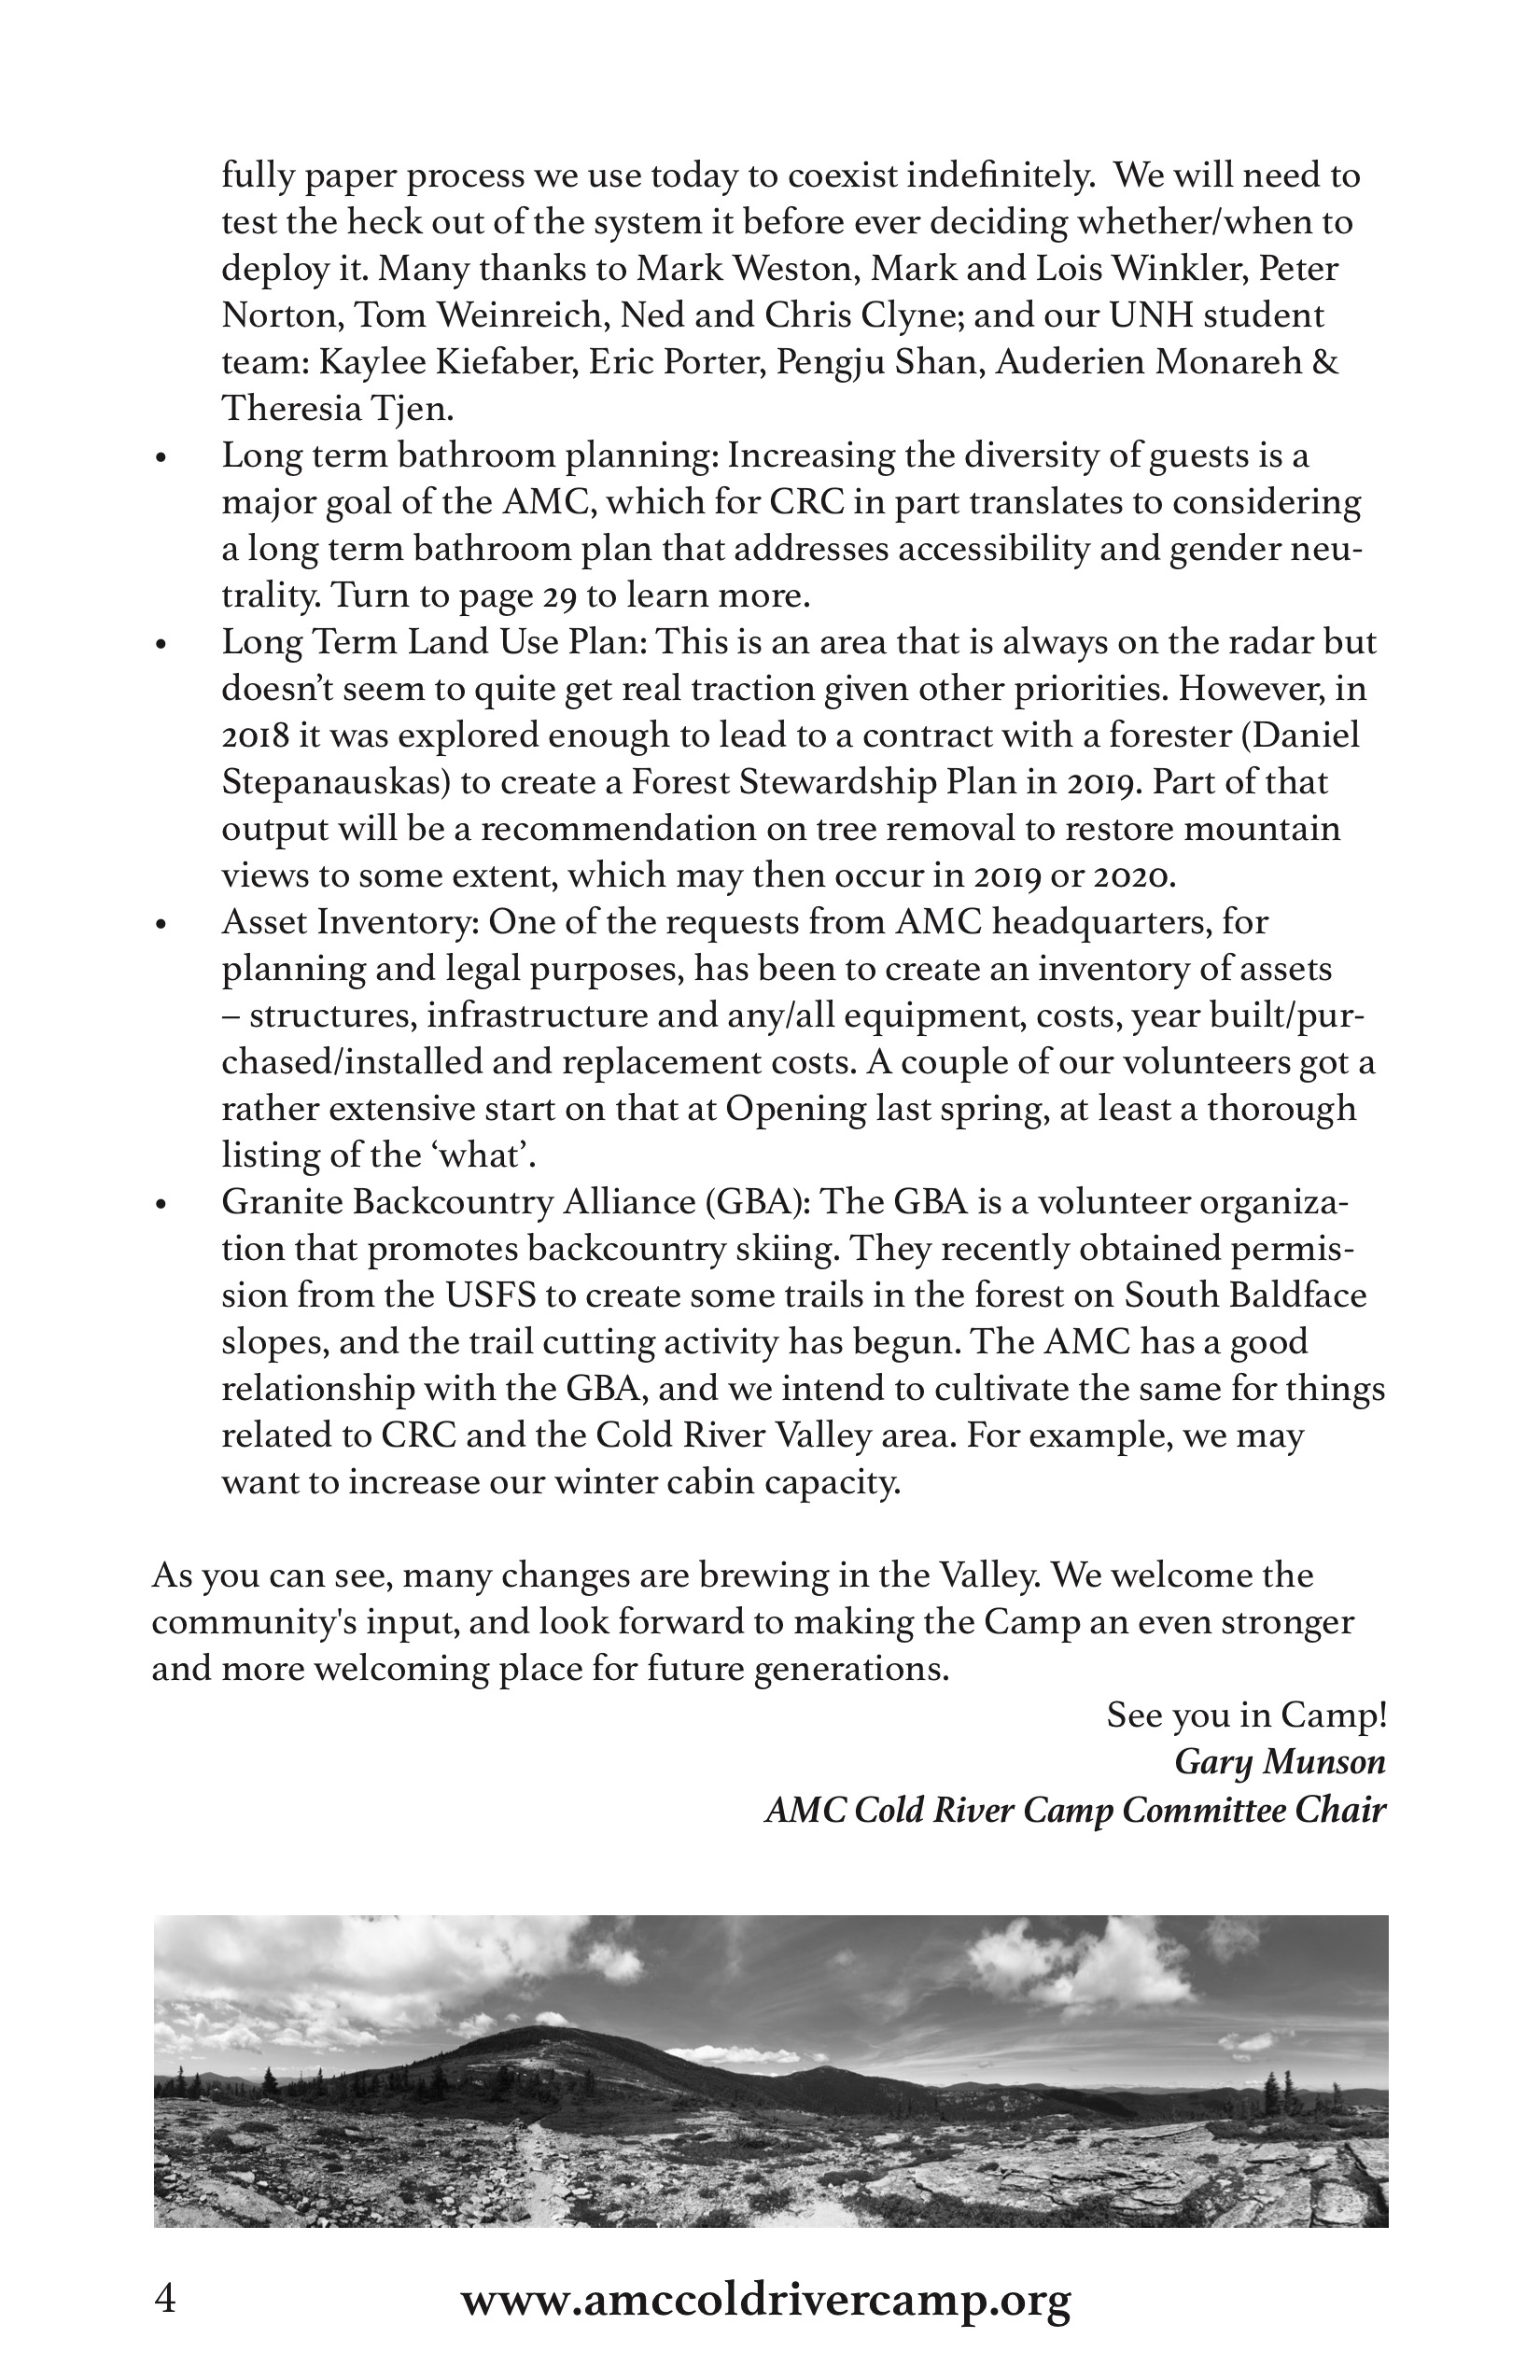 fully paper process we use today to coexist indefinitely.  We will need to
test the heck out of the system it before ever deciding whether/when to
deploy it. Many thanks to Mark Weston, Mark and Lois Winkler, Peter
Norton, Tom Weinreich, Ned and Chris Clyne; and our UNH student
team: Kaylee Kiefaber, Eric Porter, Pengju Shan, Auderien Monareh &
Theresia Tjen.
• Long term bathroom planning: Increasing the diversity of guests is a
major goal of the AMC, which for CRC in part translates to considering
a long term bathroom plan that addresses accessibility and gender neu-
trality. Turn to page 29 to learn more.
• Long Term Land Use Plan: This is an area that is always on the radar but
doesn’t seem to quite get real traction given other priorities. However, in
2018 it was explored enough to lead to a contract with a forester (Daniel
Stepanauskas) to create a Forest Stewardship Plan in 2019. Part of that
output will be a recommendation on tree removal to restore mountain
views to some extent, which may then occur in 2019 or 2020.
• Asset Inventory: One of the requests from AMC headquarters, for
planning and legal purposes, has been to create an inventory of assets
– structures, infrastructure and any/all equipment, costs, year built/pur-
chased/installed and replacement costs. A couple of our volunteers got a
rather extensive start on that at Opening last spring, at least a thorough
listing of the ‘what’.
• Granite Backcountry Alliance (GBA): The GBA is a volunteer organiza-
tion that promotes backcountry skiing. They recently obtained permis-
sion from the USFS to create some trails in the forest on South Baldface
slopes, and the trail cutting activity has begun. The AMC has a good
relationship with the GBA, and we intend to cultivate the same for things
related to CRC and the Cold River Valley area. For example, we may
want to increase our winter cabin capacity.
As you can see, many changes are brewing in the Valley. We welcome the
community's input, and look forward to making the Camp an even stronger
and more welcoming place for future generations.
See you in Camp!
Gary Munson
AMC Cold River Camp Committee Chair
4 www.amccoldrivercamp.org